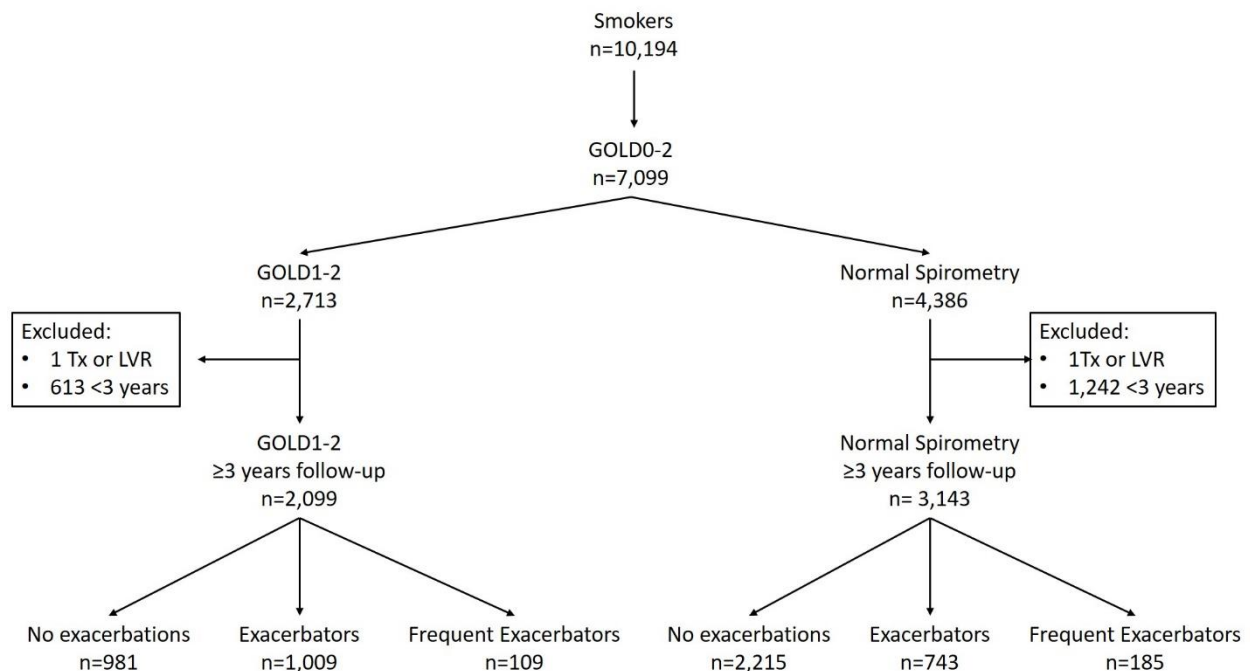 Smokers
n=10,194
GOLD0-2
n=7,099
GOLD1-2
n=2,713
Normal Spirometry
n=4,386
Excluded:
• 1 Tx or LVR
• 613 <3 years
Excluded:
• 1Tx or LVR
• 1,242 <3 years
GOLD1-2
≥3 years follow-up
n=2,099
Normal Spirometry
≥3 years follow-up
n= 3,143
No exacerbations
n=981
Exacerbators
n=1,009
Frequent Exacerbators
n=109
No exacerbations
n=2,215
Exacerbators
n=743
Frequent Exacerbators
n=185